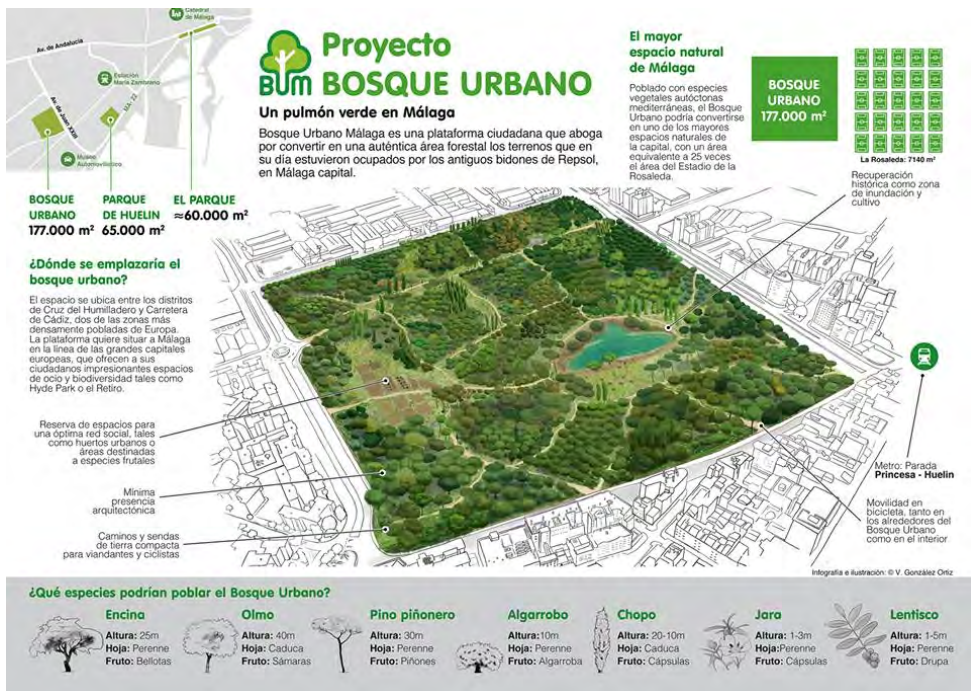 Catedral
de Málaga
Av. de Andalucía
Estación
María Zambrano
Av. de Juan XXIII
MA-22
Museo
Automovilístico
BOSQUE
URBANO
177.000 m²
PARQUE
DE HUELIN
65.000 m²
EL PARQUE
≈60.000 m²
BUM
Proyecto
BOSQUE URBANO
Un pulmón verde en Málaga
Bosque Urbano Málaga es una plataforma ciudadana que aboga
por convertir en una auténtica área forestal los terrenos que en
su día estuvieron ocupados por los antiguos bidones de Repsol,
en Málaga capital.
El mayor
espacio natural
de Málaga
Poblado con especies
vegetales autóctonas
mediterráneas, el Bosque
Urbano podría convertirse
en uno de los mayores
espacios naturales de
la capital, con un área
equivalente a 25 veces
el área del Estadio de la
Rosaleda.
BOSQUE
URBANO
177.000 m²
La Rosaleda: 7140 m²
Recuperación
histórica como zona
de inundación y
cultivo
¿Dónde se emplazaría el
bosque urbano?
El espacio se ubica entre los distritos
de Cruz del Humilladero y Carretera
de Cádiz, dos de las zonas más
densamente pobladas de Europa.
La plataforma quiere situar a Málaga
en la línea de las grandes capitales
europeas, que ofrecen a sus
ciudadanos impresionantes espacios
de ocio y biodiversidad tales como
Hyde Park o el Retiro.
Reserva de espacios para
una óptima red social, tales
como huertos urbanos o
áreas destinadas
a especies frutales
Mínima
presencia
arquitectónica
Caminos y sendas
de tierra compacta
para viandantes y ciclistas
Metro: Parada
Princesa - Huelin
Movilidad en
bicicleta, tanto en
los alrededores del
Bosque Urbano
como en el interior
Infografía e ilustración: © V. González Ortiz
¿Qué especies podrían poblar el Bosque Urbano?
Encina
Altura: 25m
Hoja: Perenne
Fruto: Bellotas
Olmo
Altura: 40m
Hoja: Caduca
Fruto: Sámaras
Pino piñonero
Altura: 30m
Hoja: Perenne
Fruto: Piñones
Algarrobo
Altura:10m
Hoja: Perenne
Fruto: Algarroba
Chopo
Altura: 20-10m
Hoja: Caduca
Fruto: Cápsulas
Jara
Altura: 1-3m
Hoja:Perenne
Fruto: Cápsulas
Lentisco
Altura: 1-5m
Hoja: Perenne
Fruto: Drupa